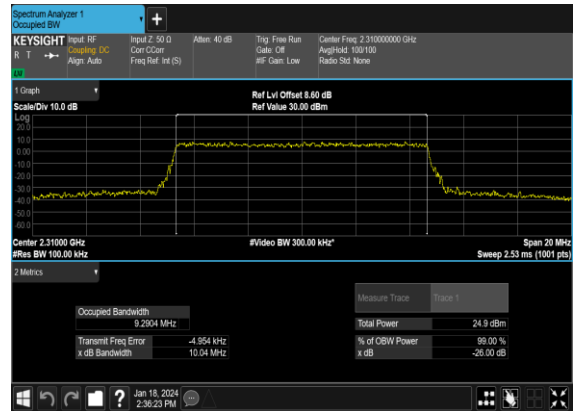 Spectrum Analyzer 1
Occupied BW
KEYSIGHT
R T
LU
Input: RF
Coupling: DC
Align: Auto
Input Z: 50 Ω
Corr CCorr
Freq Ref: Int (S)
Atten: 40 dB
Trig: Free Run
Gate: Off
#IF Gain: Low
Center Freq: 2.310000000 GHz
Avg|Hold: 100/100
Radio Std: None
1 Graph
Scale/Div 10.0 dB
Ref Lvl Offset 8.60 dB
Ref Value 30.00 dBm
Log
20.0
10.0
0.00
-10.0
-20.0
-30.0
-40.0
-50.0
-60.0
Center 2.31000 GHz
#Res BW 100.00 kHz
#Video BW 300.00 kHz*
Span 20 MHz
Sweep 2.53 ms (1001 pts)
2 Metrics
Measure Trace
Trace 1
Occupied Bandwidth
9.2904 MHz
Total Power
24.9 dBm
Transmit Freq Error
-4.954 kHz
% of OBW Power
99.00 %
x dB Bandwidth
10.04 MHz
x dB
-26.00 dB
?
Jan 18, 2024
2:36:23 PM